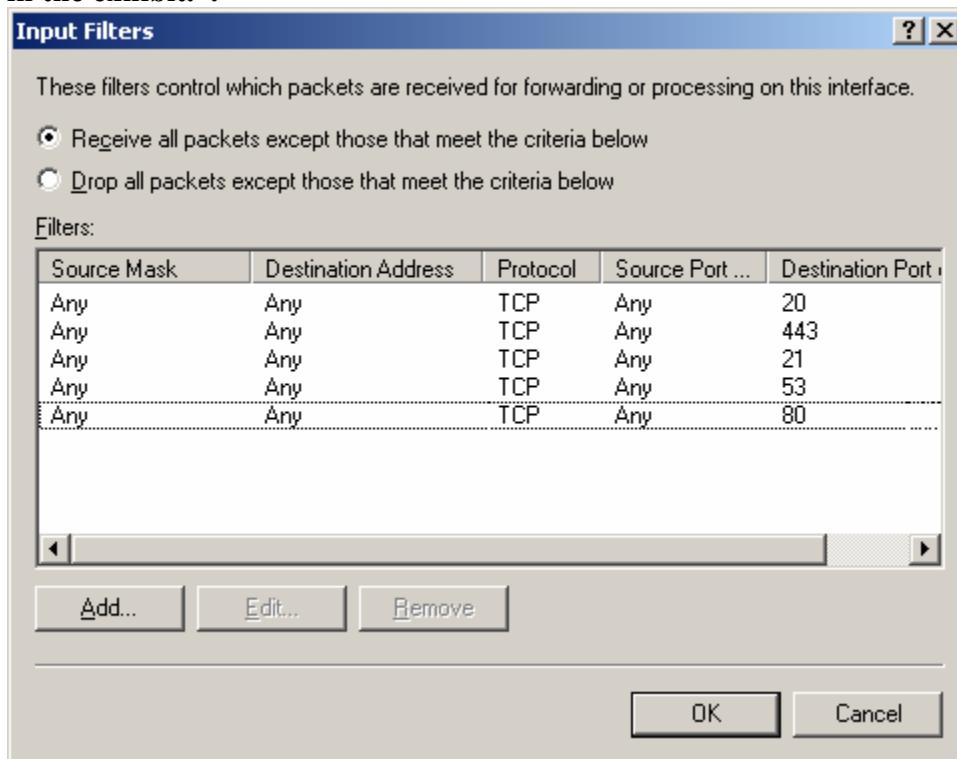 Input Filters
These filters control which packets are received for forwarding or processing on this interface.
Receive all packets except those that meet the criteria below
Drop all packets except those that meet the criteria below
Filters:
Source Mask Destination Address Protocol Source Port ... Destination Port
Any Any TCP Any 20
Any Any TCP Any 443
Any Any TCP Any 21
Any Any TCP Any 53
Any Any TCP Any 80
Add... Edit... Remove
OK Cancel